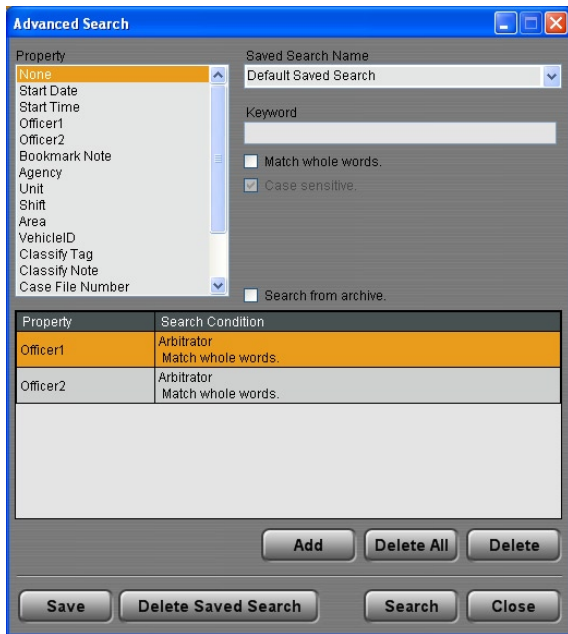 Advanced Search
Property
None
Start Date
Start Time
Officer1
Officer2
Bookmark Note
Agency
Unit
Shift
Area
VehicleID
Classify Tag
Classify Note
Case File Number
Saved Search Name
Default Saved Search
Keyword
Match whole words.
Case sensitive.
Search from archive.
Property Search Condition
Officer1 Arbitrator
Match whole words.
Officer2 Arbitrator
Match whole words.
Add Delete All Delete
Save Delete Saved Search Search Close